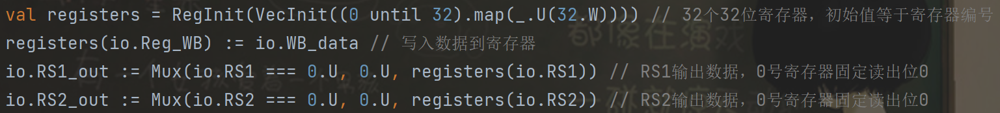 val registers = RegInit(VecInit((0 until 32).map(_.U(32.W)))) // 32个32位寄存器，初始值等于寄存器编号
registers(io.Reg_WB) := io.WB_data // 写入数据到寄存器
io.RS1_out := Mux(io.RS1 === 0.U, 0.U, registers(io.RS1)) // RS1输出数据，0号寄存器固定读出位0
io.RS2_out := Mux(io.RS2 === 0.U, 0.U, registers(io.RS2)) // RS2输出数据，0号寄存器固定读出位0
都像在演戏